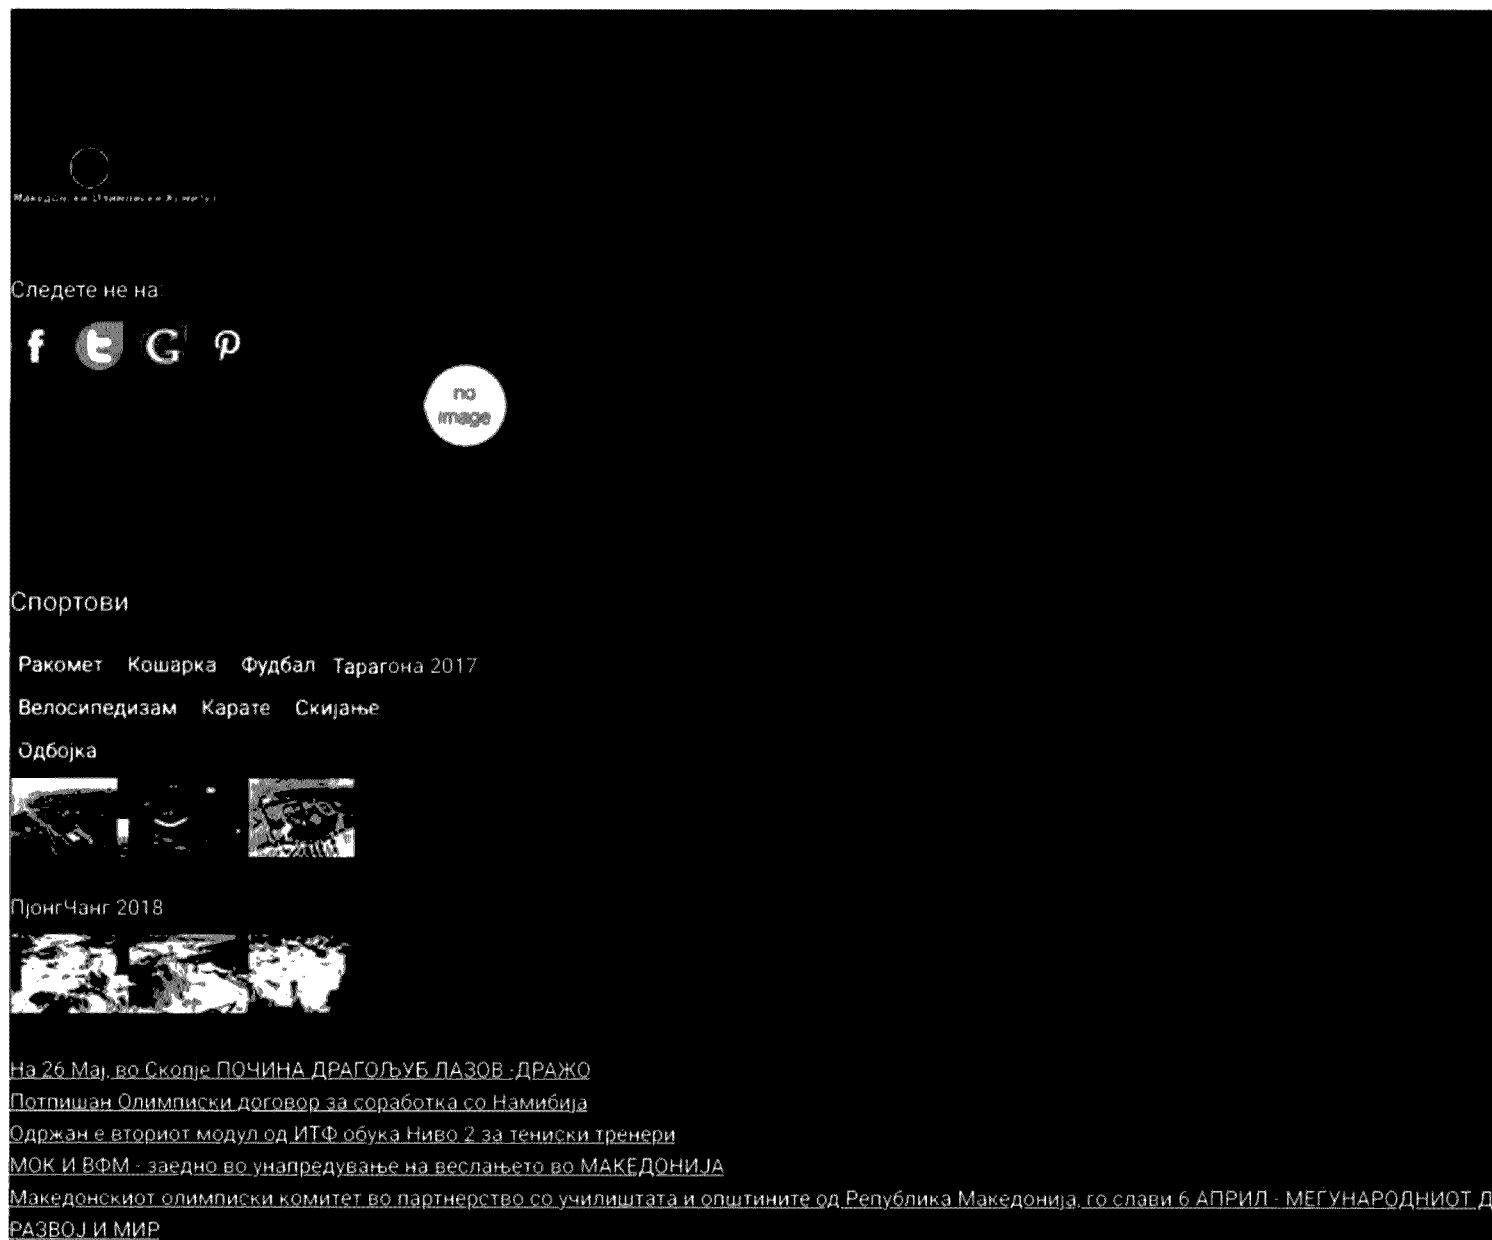 Македонски Олимписки Комитет
Следете не на:
no
image
Спортови
Ракомет Кошарка Фудбал Тарагона 2017
Велосипедизам Карате Скијање
Одбојка
ПјонгЧанг 2018
На 26 Мај, во Скопје ПОЧИНА ДРАГОЉУБ ЛАЗОВ -ДРАЖО
Потпишан Олимписки договор за соработка со Намибија
Одржан е вториот модул од ИТФ обука Ниво 2 за тениски тренери
МОК И ВФМ - заедно во унапредување на веслањето во МАКЕДОНИЈА
Македонскиот олимписки комитет во партнерство со училиштата и општините од Република Македонија, го слави 6 АПРИЛ - МЕЃУНАРОДНИОТ Д
РАЗВОЈ И МИР